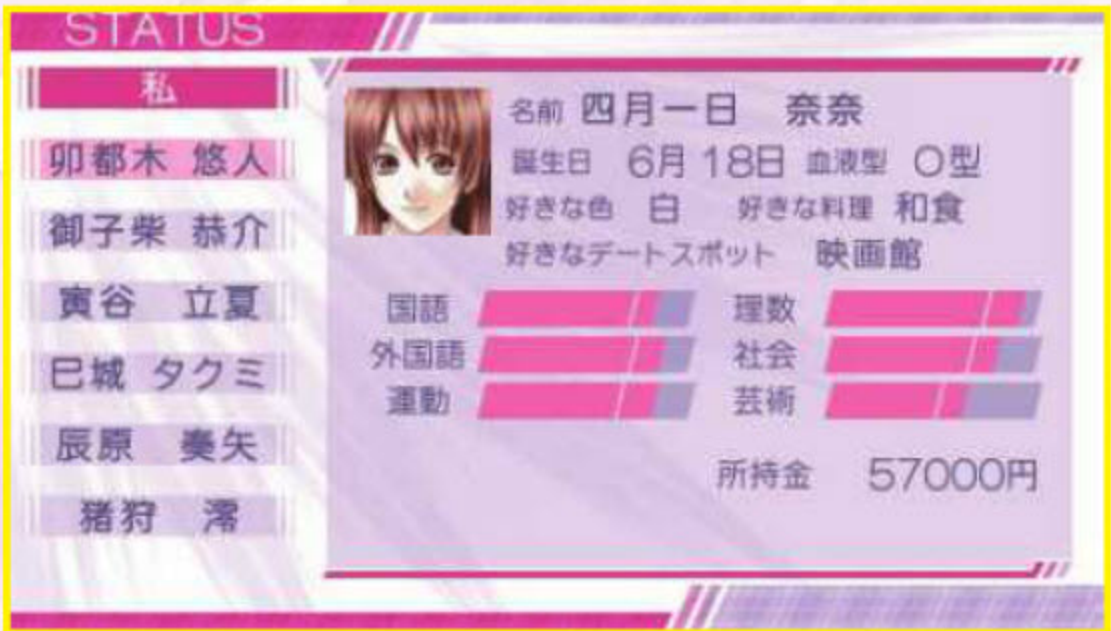 STATUS
私
卯都木 悠人
御子柴 恭介
寅谷 立夏
巳城 タクミ
辰原 奏矢
猪狩 澪
名前 四月一日 奈奈
誕生日 6月18日 血液型 O型
好きな色 白 好きな料理 和食
好きなデートスポット 映画館
国語 理数
外国語 社会
運動 芸術
所持金 57000円